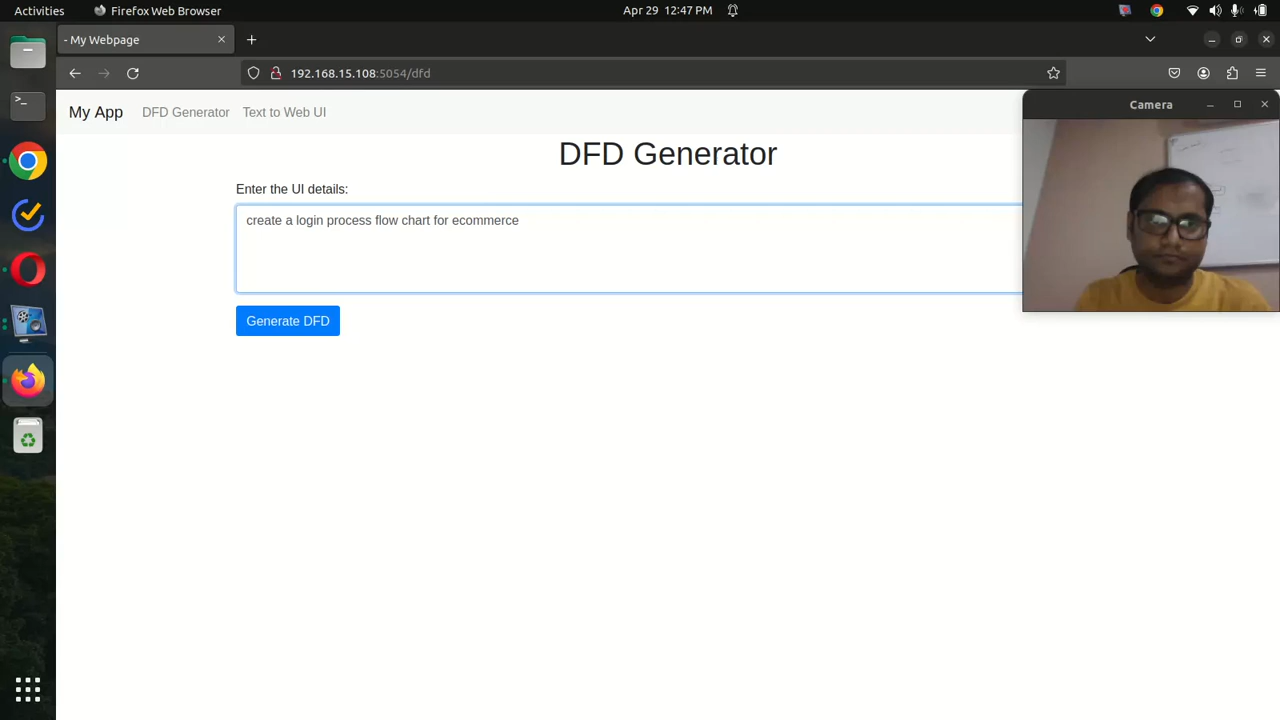 Activities
Firefox Web Browser
Apr 29 12:47 PM
- My Webpage
192.168.15.108:5054/dfd
Camera
My App
DFD Generator
Text to Web UI
DFD Generator
Enter the UI details:
create a login process flow chart for ecommerce
Generate DFD